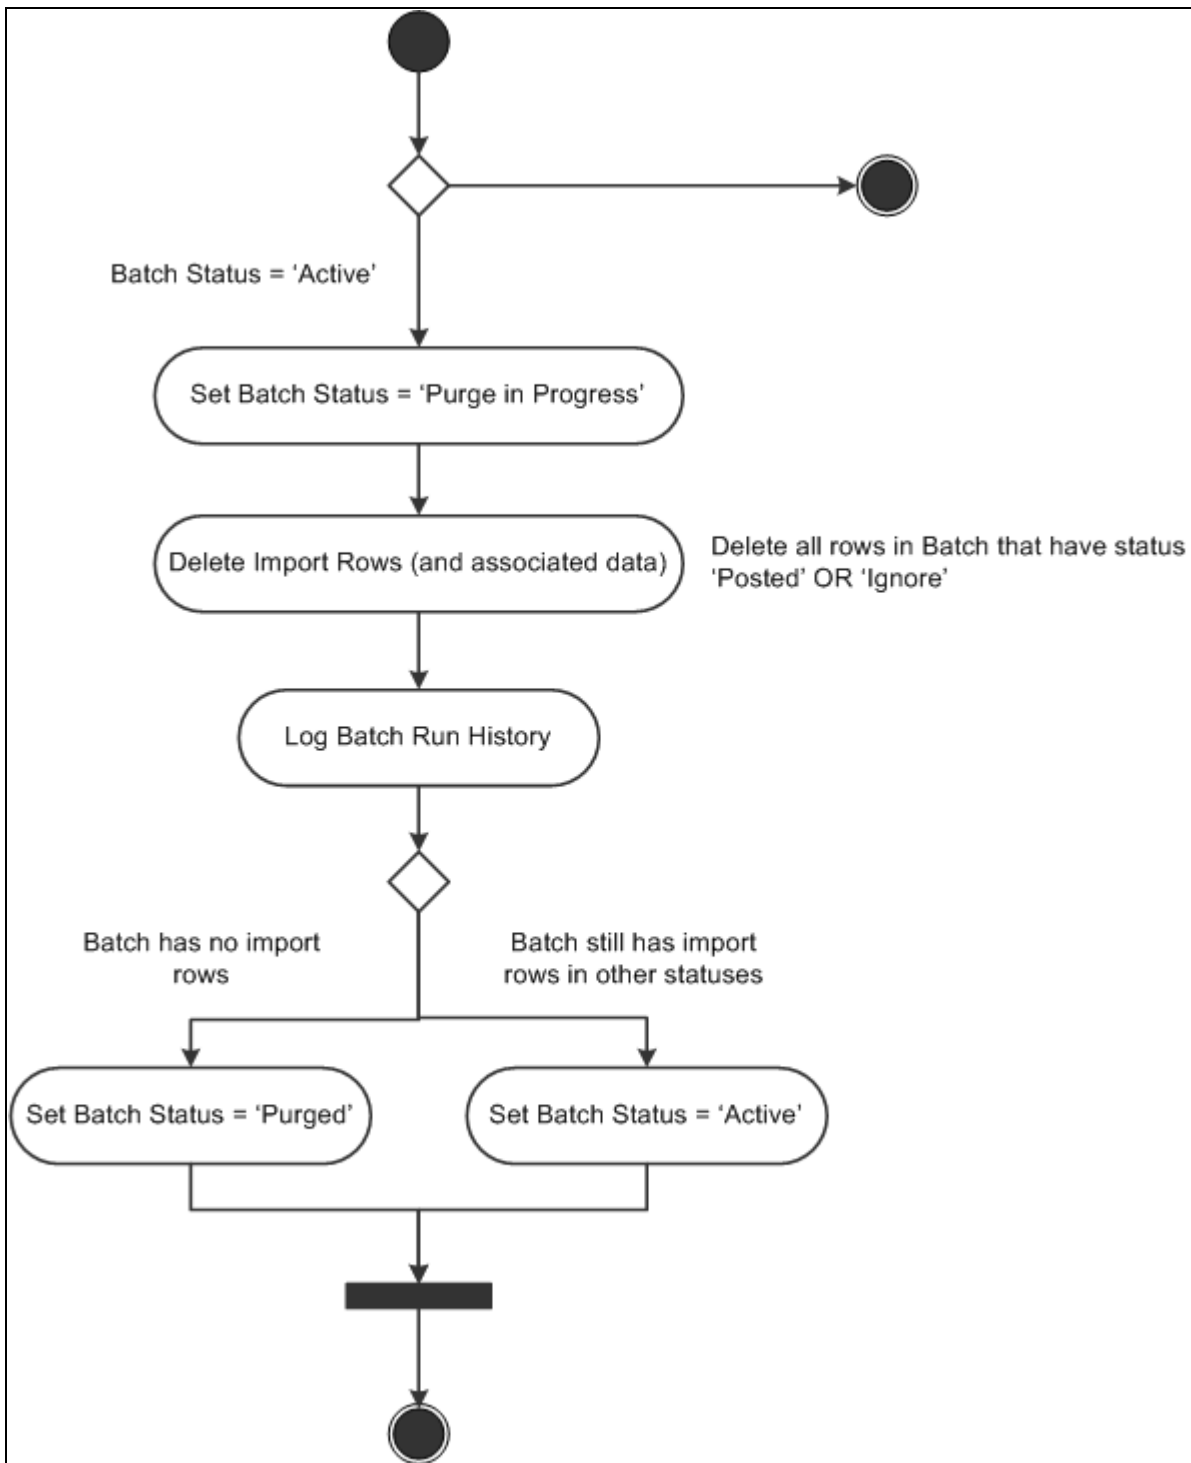 Batch Status = ‘Active’
Set Batch Status = ‘Purge in Progress’
Delete Import Rows (and associated data)
Delete all rows in Batch that have status
‘Posted’ OR ‘Ignore’
Log Batch Run History
Batch has no import
rows
Batch still has import
rows in other statuses
Set Batch Status = ‘Purged’
Set Batch Status = ‘Active’